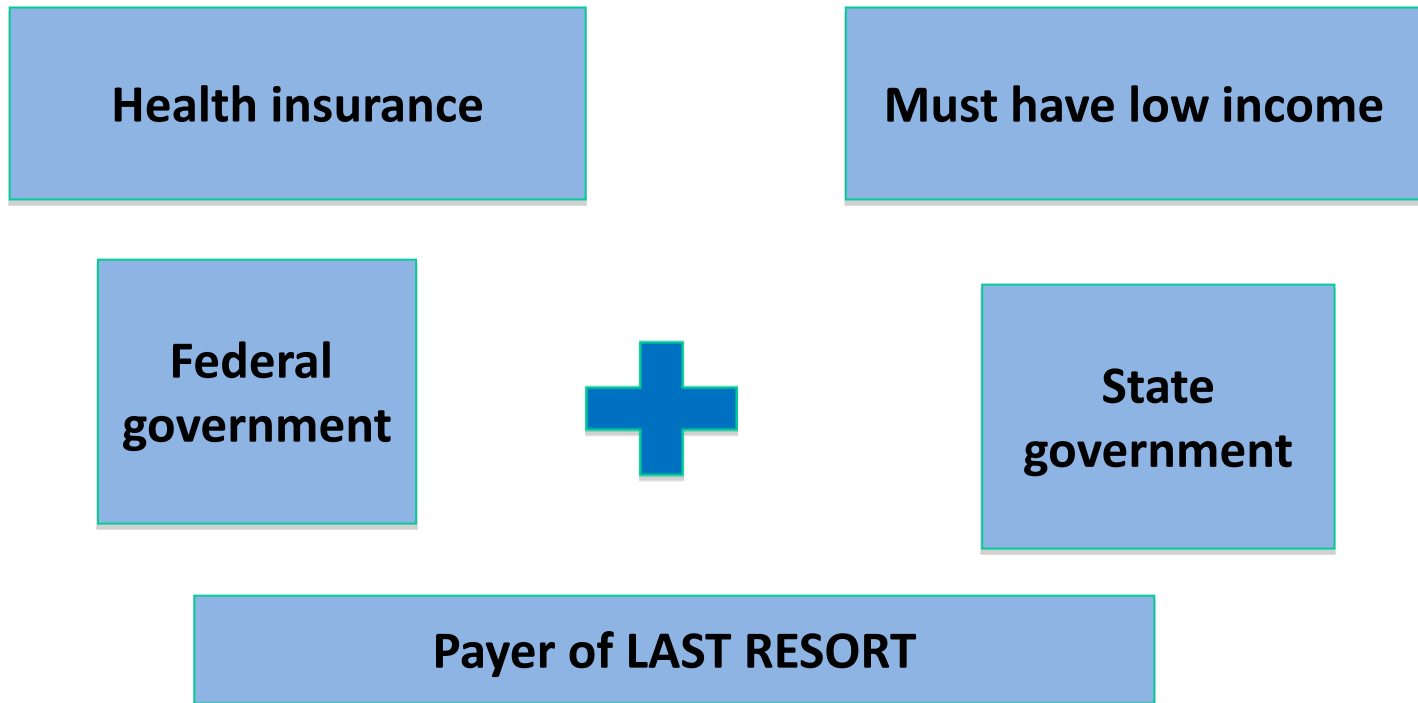 Health insurance
Must have low income
Federal
government
State
government
Payer of LAST RESORT